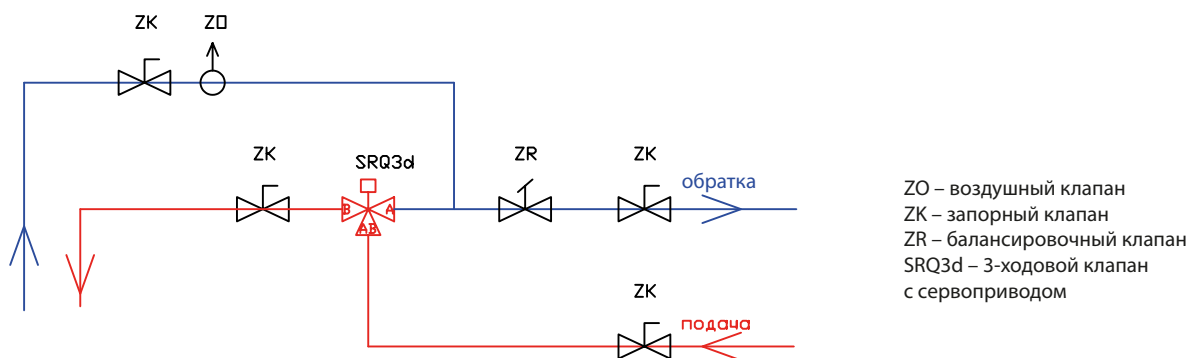 ZK ZO
ZK
SRQ3d
ZR
ZK
обратка
B A
AB
ZK
подача
ZO – воздушный клапан
ZK – запорный клапан
ZR – балансировочный клапан
SRQ3d – 3-ходовой клапан
с сервоприводом